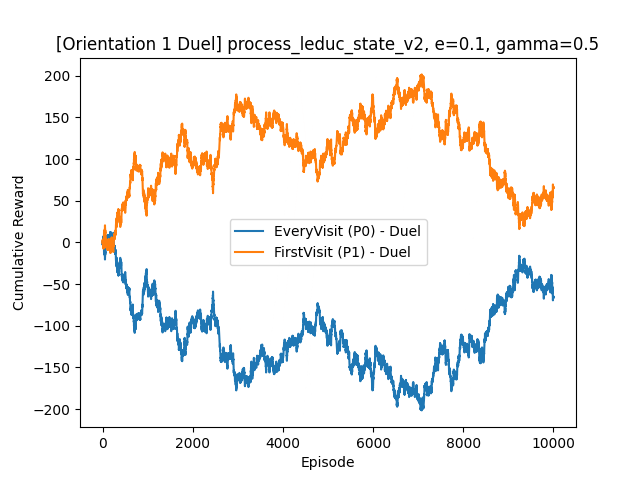 [Orientation 1 Duel] process_leduc_state_v2, e=0.1, gamma=0.5
200
150
100
50
0
−50
−100
−150
−200
Cumulative Reward
EveryVisit (P0) - Duel
FirstVisit (P1) - Duel
0 2000 4000 6000 8000 10000
Episode